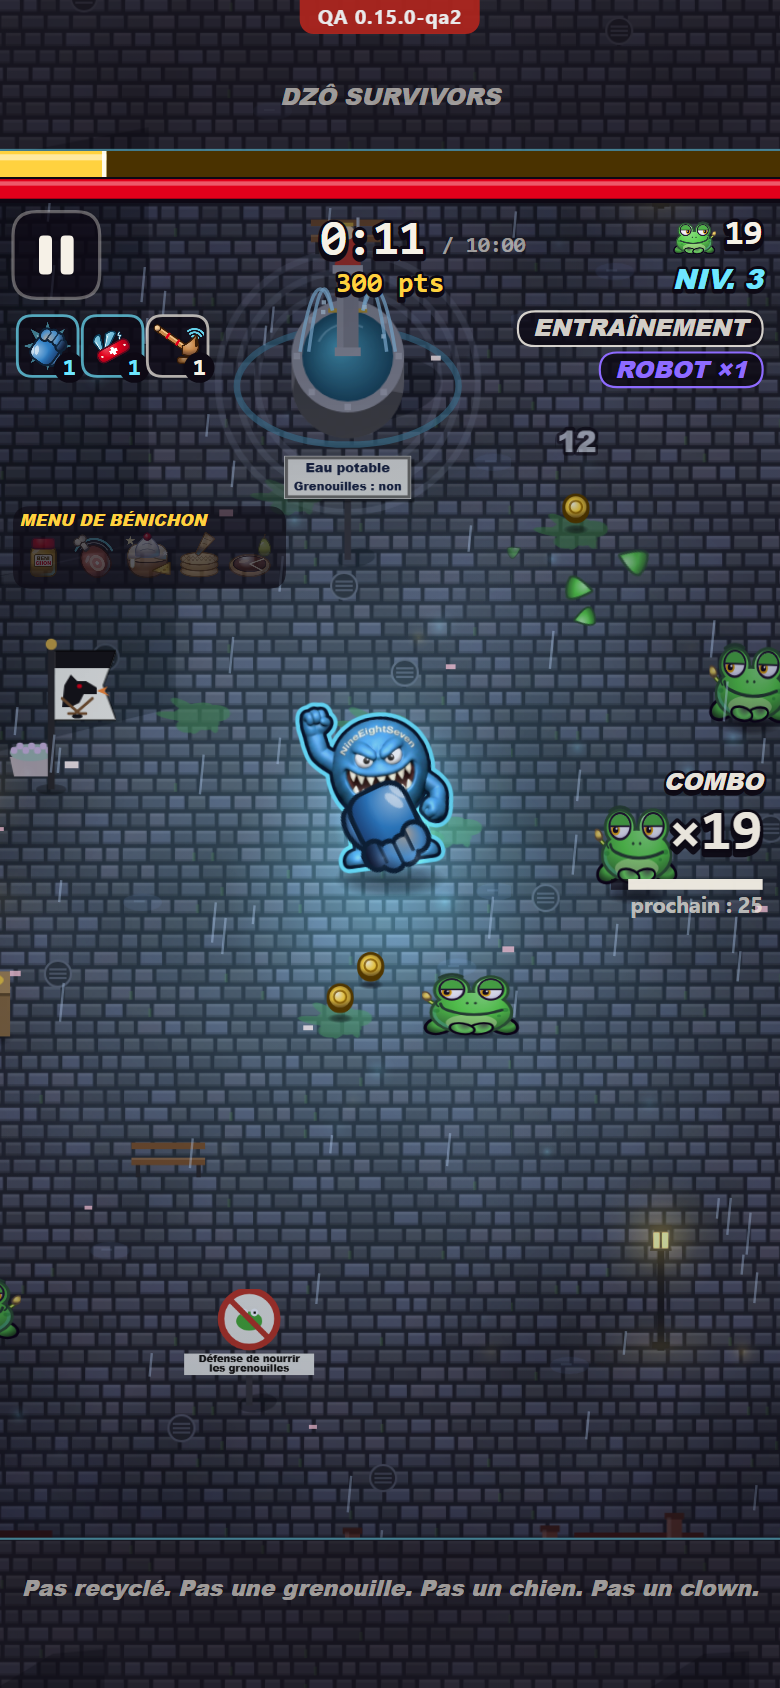 QA 0.15.0-qa2
DZÔ SURVIVORS
0:11 / 10:00
19
300 pts
NIV. 3
1
1
1
ENTRAÎNEMENT
ROBOT ×1
12
Eau potable
Grenouilles : non
MENU DE BÉNICHON
NineEightSeven
COMBO
×19
prochain : 25
Défense de nourrir
les grenouilles
Pas recyclé. Pas une grenouille. Pas un chien. Pas un clown.